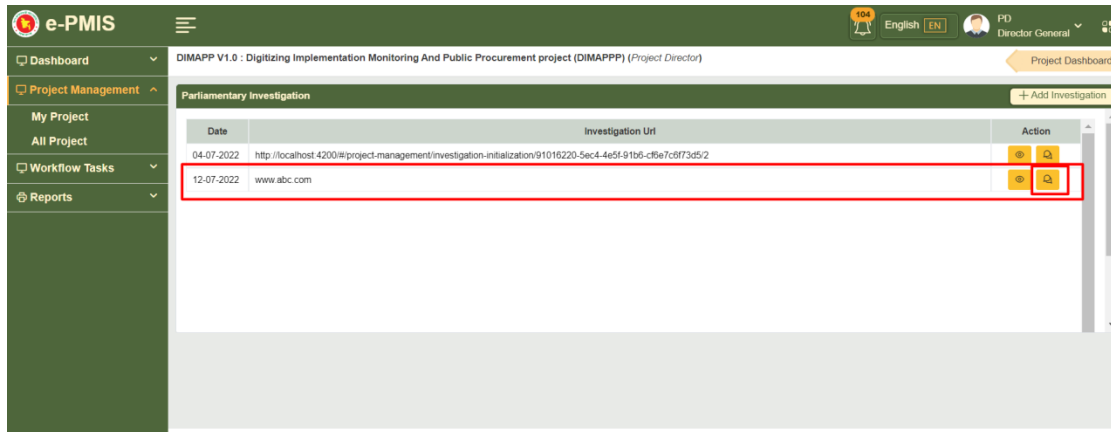 e-PMIS
104
English EN
PD
Director General
Dashboard
DIMAPP V1.0 : Digitizing Implementation Monitoring And Public Procurement project (DIMAPPP) (Project Director)
Project Dashboard
Project Management
Parliamentary Investigation
+ Add Investigation
My Project
All Project
Workflow Tasks
Reports
Date Investigation Url Action
04-07-2022 http://localhost:4200/#/project-management/investigation-initialization/91016220-5ec4-4e5f-91b6-cf6e7c6f73d5/2
12-07-2022 www.abc.com